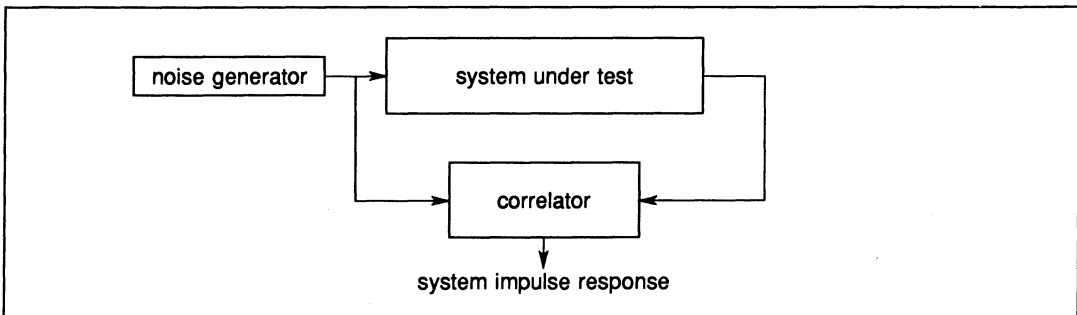 noise generator
system under test
correlator
system impulse response